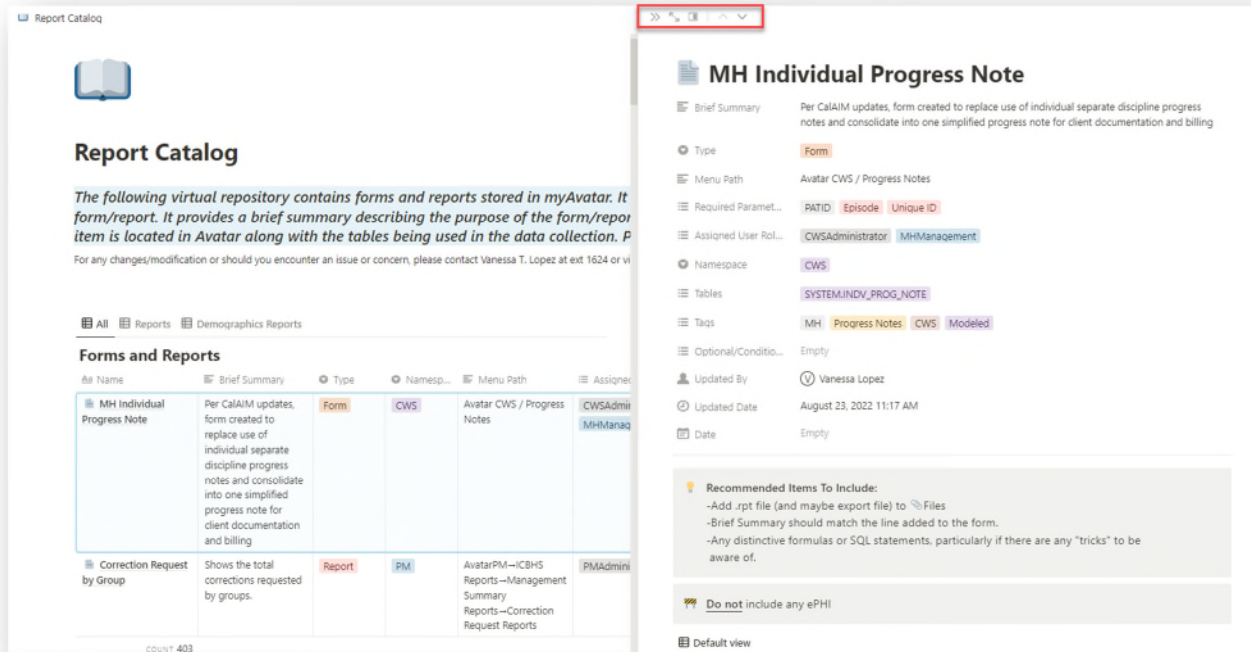 Report Catalog
Report Catalog
The following virtual repository contains forms and reports stored in myAvatar. It
form/report. It provides a brief summary describing the purpose of the form/repor
item is located in Avatar along with the tables being used in the data collection. P
For any changes/modification or should you encounter an issue or concern, please contact Vanessa T. Lopez at ext 1624 or vi
All Reports Demographics Reports
Forms and Reports
Aa Name Brief Summary Type Namesp... Menu Path Assigned
MH Individual
Progress Note
Per CalAIM updates,
form created to
replace use of
individual separate
discipline progress
notes and consolidate
into one simplified
progress note for
client documentation
and billing
Form
CWS
Avatar CWS / Progress
Notes
CWSAdmin
MHManag
Correction Request
by Group
Shows the total
corrections requested
by groups.
Report
PM
AvatarPM→ICBHS
Reports→Management
Summary
Reports→Correction
Request Reports
PMAdmini
COUNT 403
MH Individual Progress Note
Brief Summary
Per CalAIM updates, form created to replace use of individual separate discipline progress
notes and consolidate into one simplified progress note for client documentation and billing
Type Form
Menu Path Avatar CWS / Progress Notes
Required Paramet... PATID Episode Unique ID
Assigned User Rol... CWSAdministrator MHManagement
Namespace CWS
Tables SYSTEM.INDV_PROG_NOTE
Tags MH Progress Notes CWS Modeled
Optional/Conditio... Empty
Updated By V Vanessa Lopez
Updated Date August 23, 2022 11:17 AM
Date Empty
Recommended Items To Include:
-Add .rpt file (and maybe export file) to Files
-Brief Summary should match the line added to the form.
-Any distinctive formulas or SQL statements, particularly if there are any "tricks" to be
aware of.
Do not include any ePHI
Default view